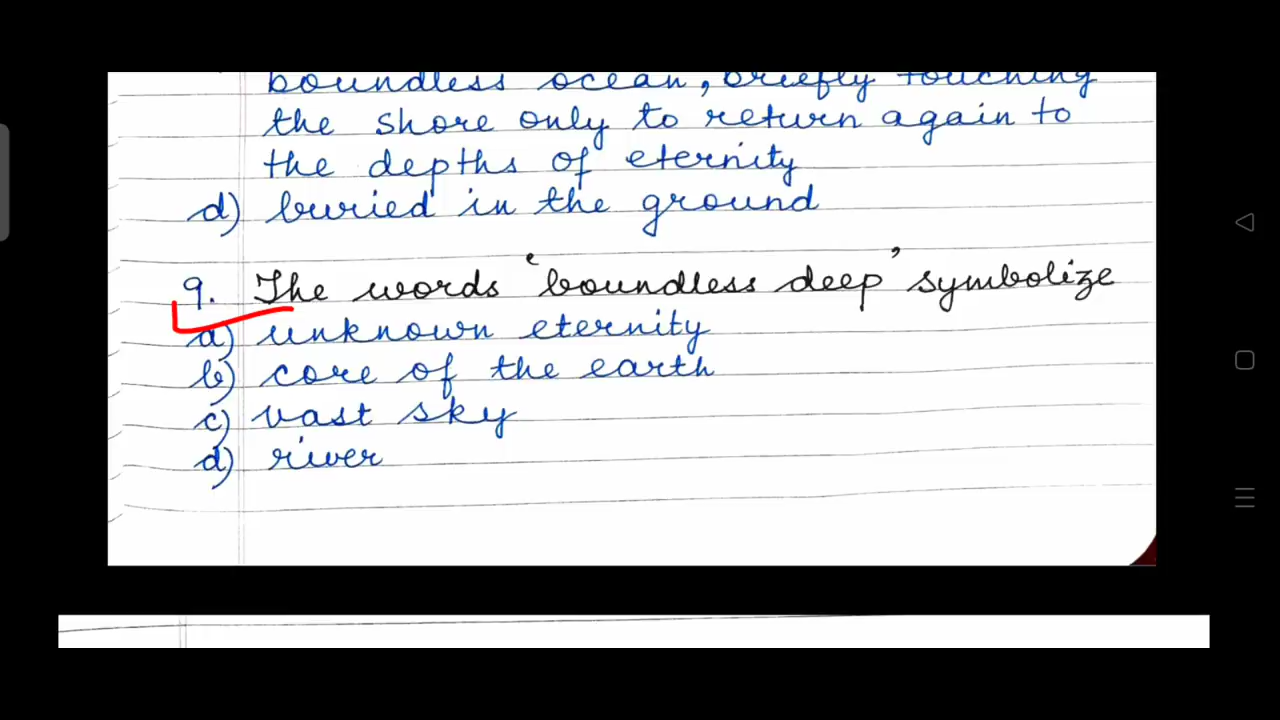 boundless ocean, briefly touching
the shore only to return again to
the depths of eternity
d) buried in the ground
9. The words 'boundless deep' symbolize
a) unknown eternity
b) core of the earth
c) vast sky
d) river